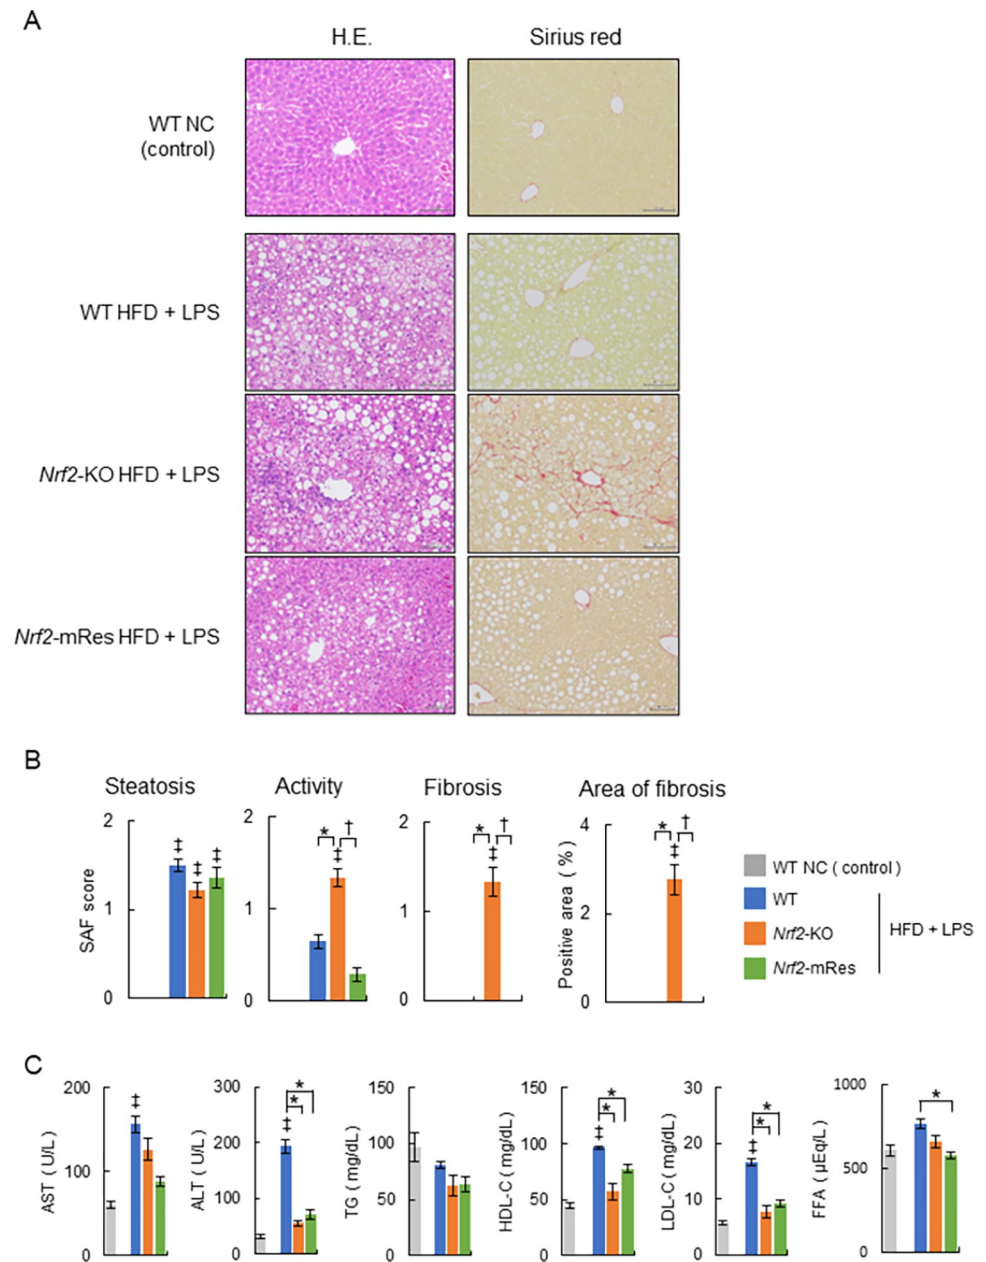 A
H.E.
Sirius red
WT NC
(control)
WT HFD + LPS
Nrf2-KO HFD + LPS
Nrf2-mRes HFD + LPS
B
Steatosis
Activity
Fibrosis
Area of fibrosis
SAF score
2
1
0
‡
‡
‡
2
1
0
*
†
‡
2
1
0
*
†
‡
Positive area ( % )
4
2
0
*
†
‡
WT NC ( control )
WT
Nrf2-KO
Nrf2-mRes
HFD + LPS
C
AST ( U/L )
200
100
0
‡
ALT ( U/L )
300
200
100
0
*
*
‡
TG ( mg/dL )
150
100
50
0
HDL-C ( mg/dL )
150
100
50
0
*
*
‡
LDL-C ( mg/dL )
30
20
10
0
*
*
‡
FFA ( µEq/L )
1000
500
0
*